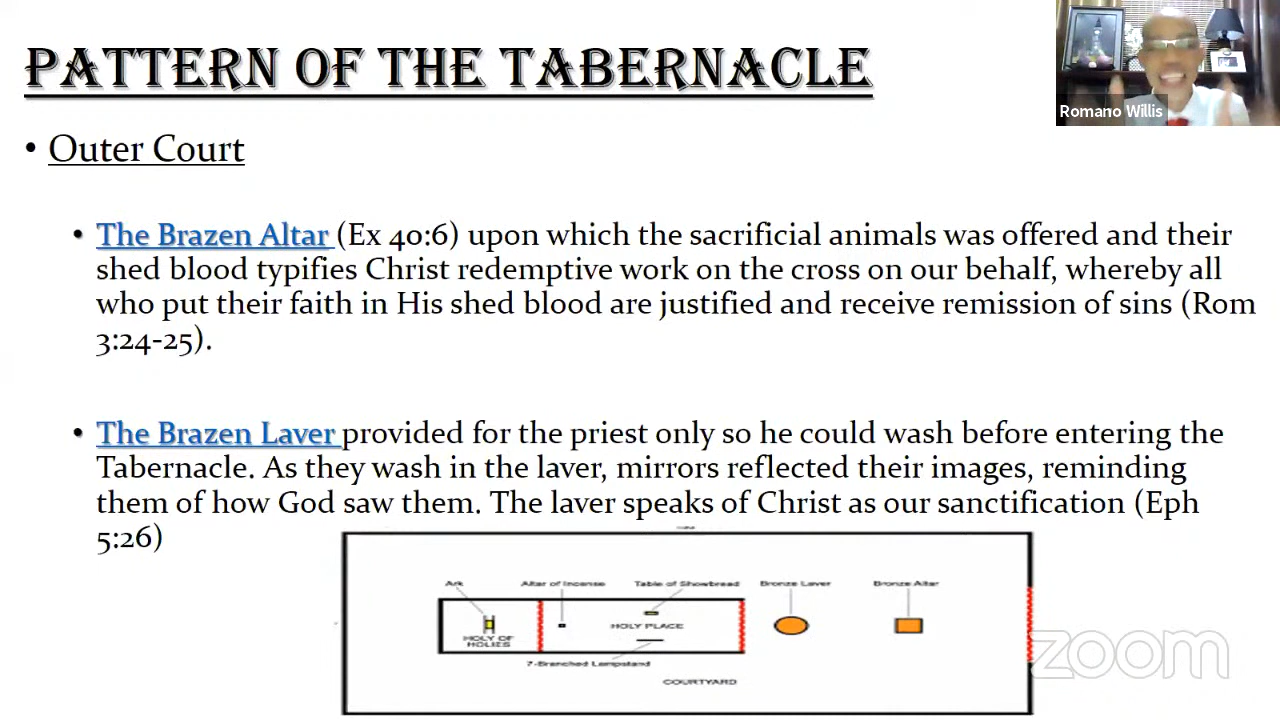 PATTERN OF THE TABERNACLE
Romano Willis
• Outer Court
• The Brazen Altar (Ex 40:6) upon which the sacrificial animals was offered and their
shed blood typifies Christ redemptive work on the cross on our behalf, whereby all
who put their faith in His shed blood are justified and receive remission of sins (Rom
3:24-25).
• The Brazen Laver provided for the priest only so he could wash before entering the
Tabernacle. As they wash in the laver, mirrors reflected their images, reminding
them of how God saw them. The laver speaks of Christ as our sanctification (Eph
5:26)
Ark
Altar of Incense
Table of Showbread
Bronze Laver
Bronze Altar
HOLY PLACE
HOLY OF
HOLIES
7-Branched Lampstand
COURTYARD
zoom